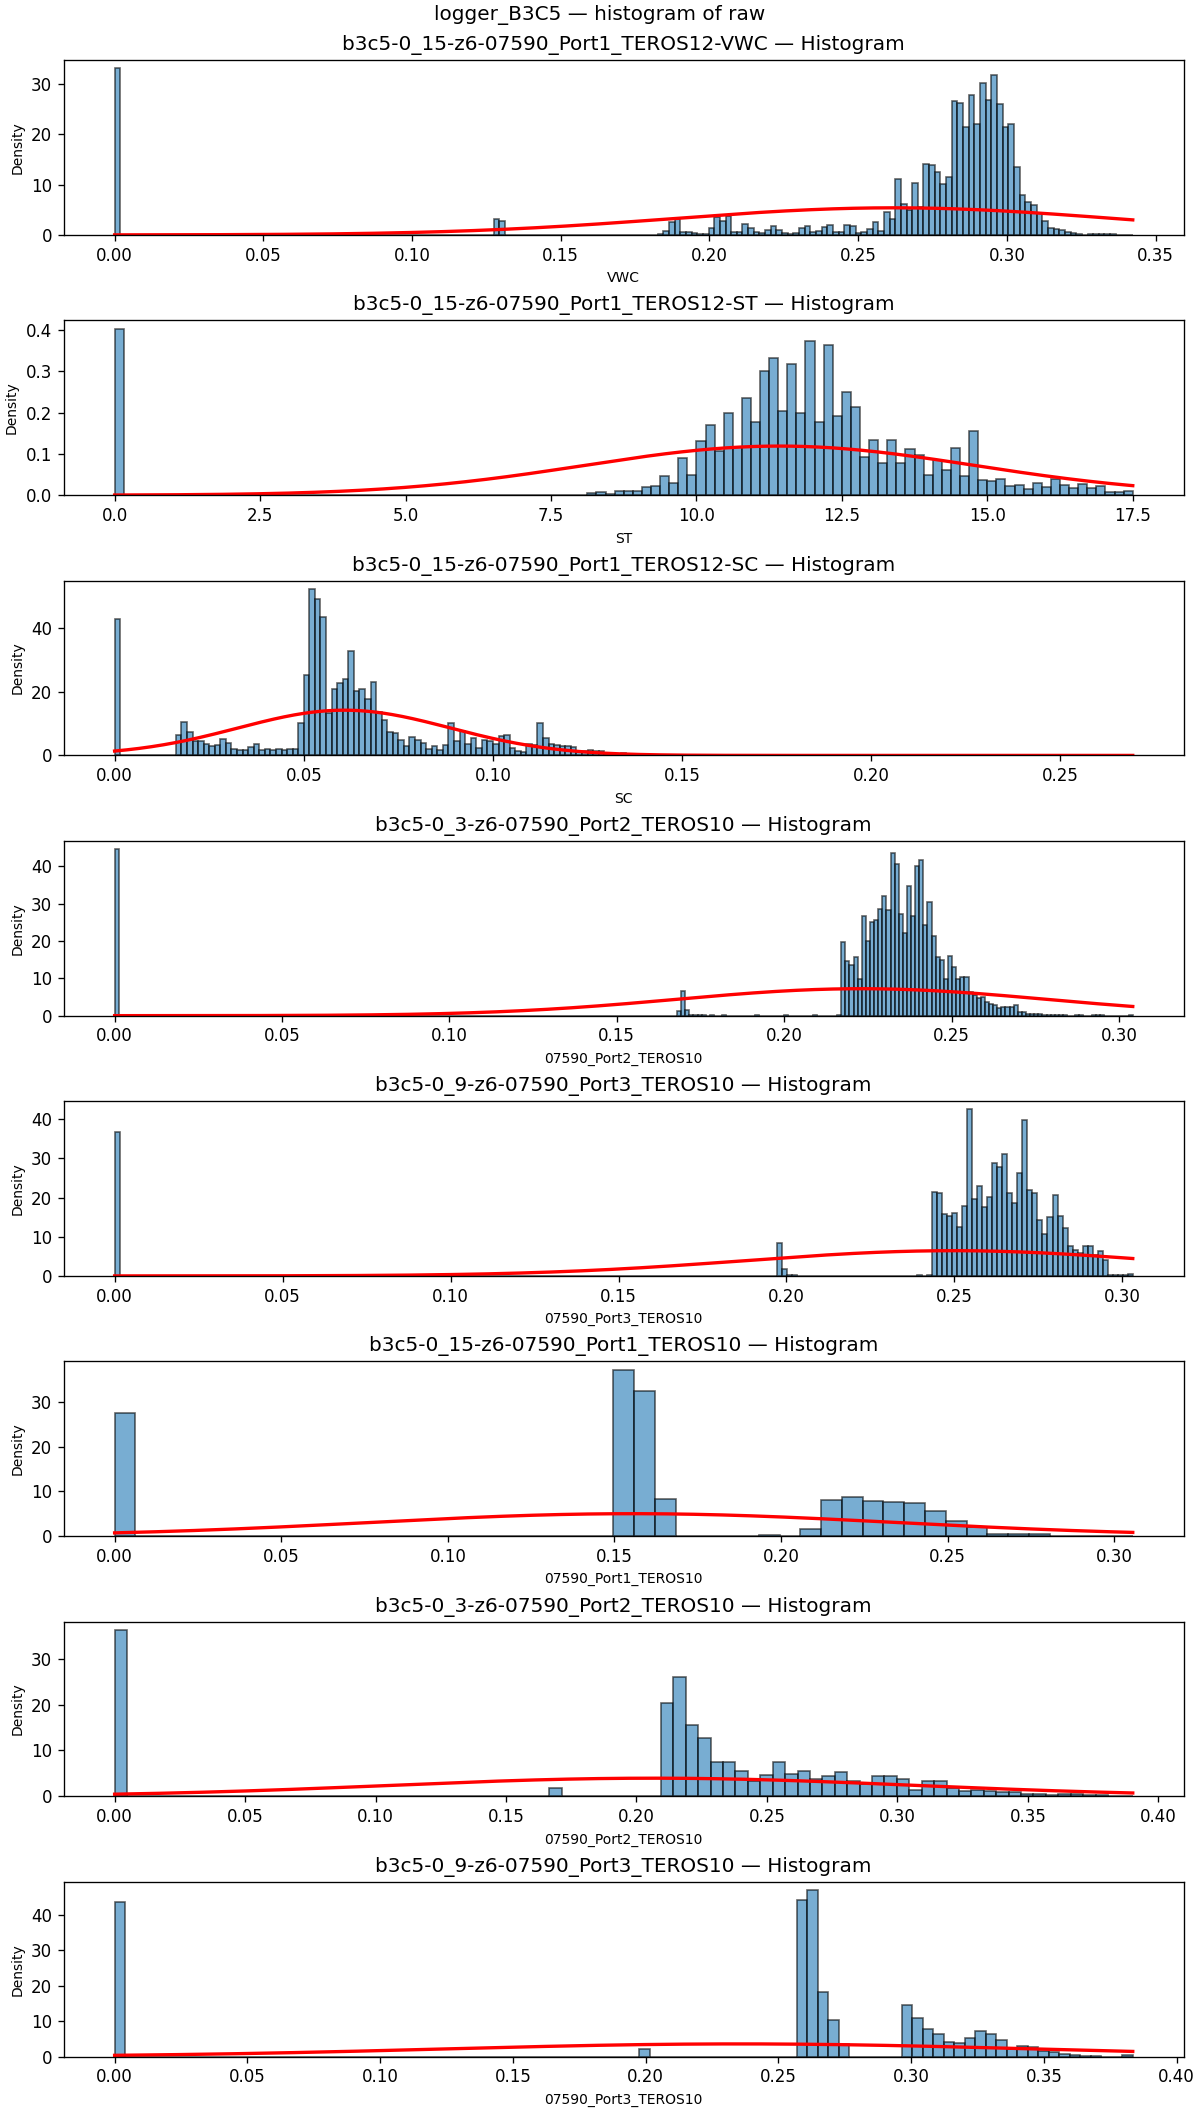 logger_B3C5 — histogram of raw
b3c5-0_15-z6-07590_Port1_TEROS12-VWC — Histogram
Density
30
20
10
0
0.00 0.05 0.10 0.15 0.20 0.25 0.30 0.35
VWC
b3c5-0_15-z6-07590_Port1_TEROS12-ST — Histogram
Density
0.4
0.3
0.2
0.1
0.0
0.0 2.5 5.0 7.5 10.0 12.5 15.0 17.5
ST
b3c5-0_15-z6-07590_Port1_TEROS12-SC — Histogram
Density
40
20
0
0.00 0.05 0.10 0.15 0.20 0.25
SC
b3c5-0_3-z6-07590_Port2_TEROS10 — Histogram
Density
40
30
20
10
0
0.00 0.05 0.10 0.15 0.20 0.25 0.30
07590_Port2_TEROS10
b3c5-0_9-z6-07590_Port3_TEROS10 — Histogram
Density
40
30
20
10
0
0.00 0.05 0.10 0.15 0.20 0.25 0.30
07590_Port3_TEROS10
b3c5-0_15-z6-07590_Port1_TEROS10 — Histogram
Density
30
20
10
0
0.00 0.05 0.10 0.15 0.20 0.25 0.30
07590_Port1_TEROS10
b3c5-0_3-z6-07590_Port2_TEROS10 — Histogram
Density
30
20
10
0
0.00 0.05 0.10 0.15 0.20 0.25 0.30 0.35 0.40
07590_Port2_TEROS10
b3c5-0_9-z6-07590_Port3_TEROS10 — Histogram
Density
40
30
20
10
0
0.00 0.05 0.10 0.15 0.20 0.25 0.30 0.35 0.40
07590_Port3_TEROS10